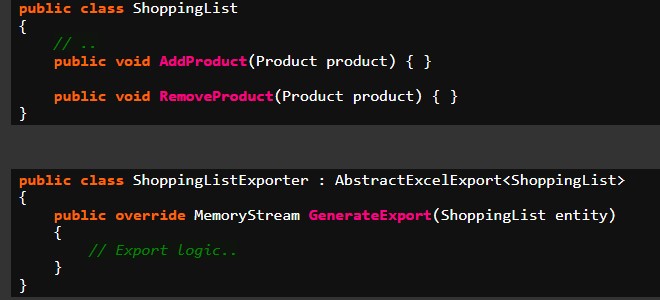 public class ShoppingList
{
    // ..
    public void AddProduct(Product product) { }
    public void RemoveProduct(Product product) { }
}
public class ShoppingListExporter : AbstractExcelExport<ShoppingList>
{
    public override MemoryStream GenerateExport(ShoppingList entity)
    {
        // Export logic..
    }
}